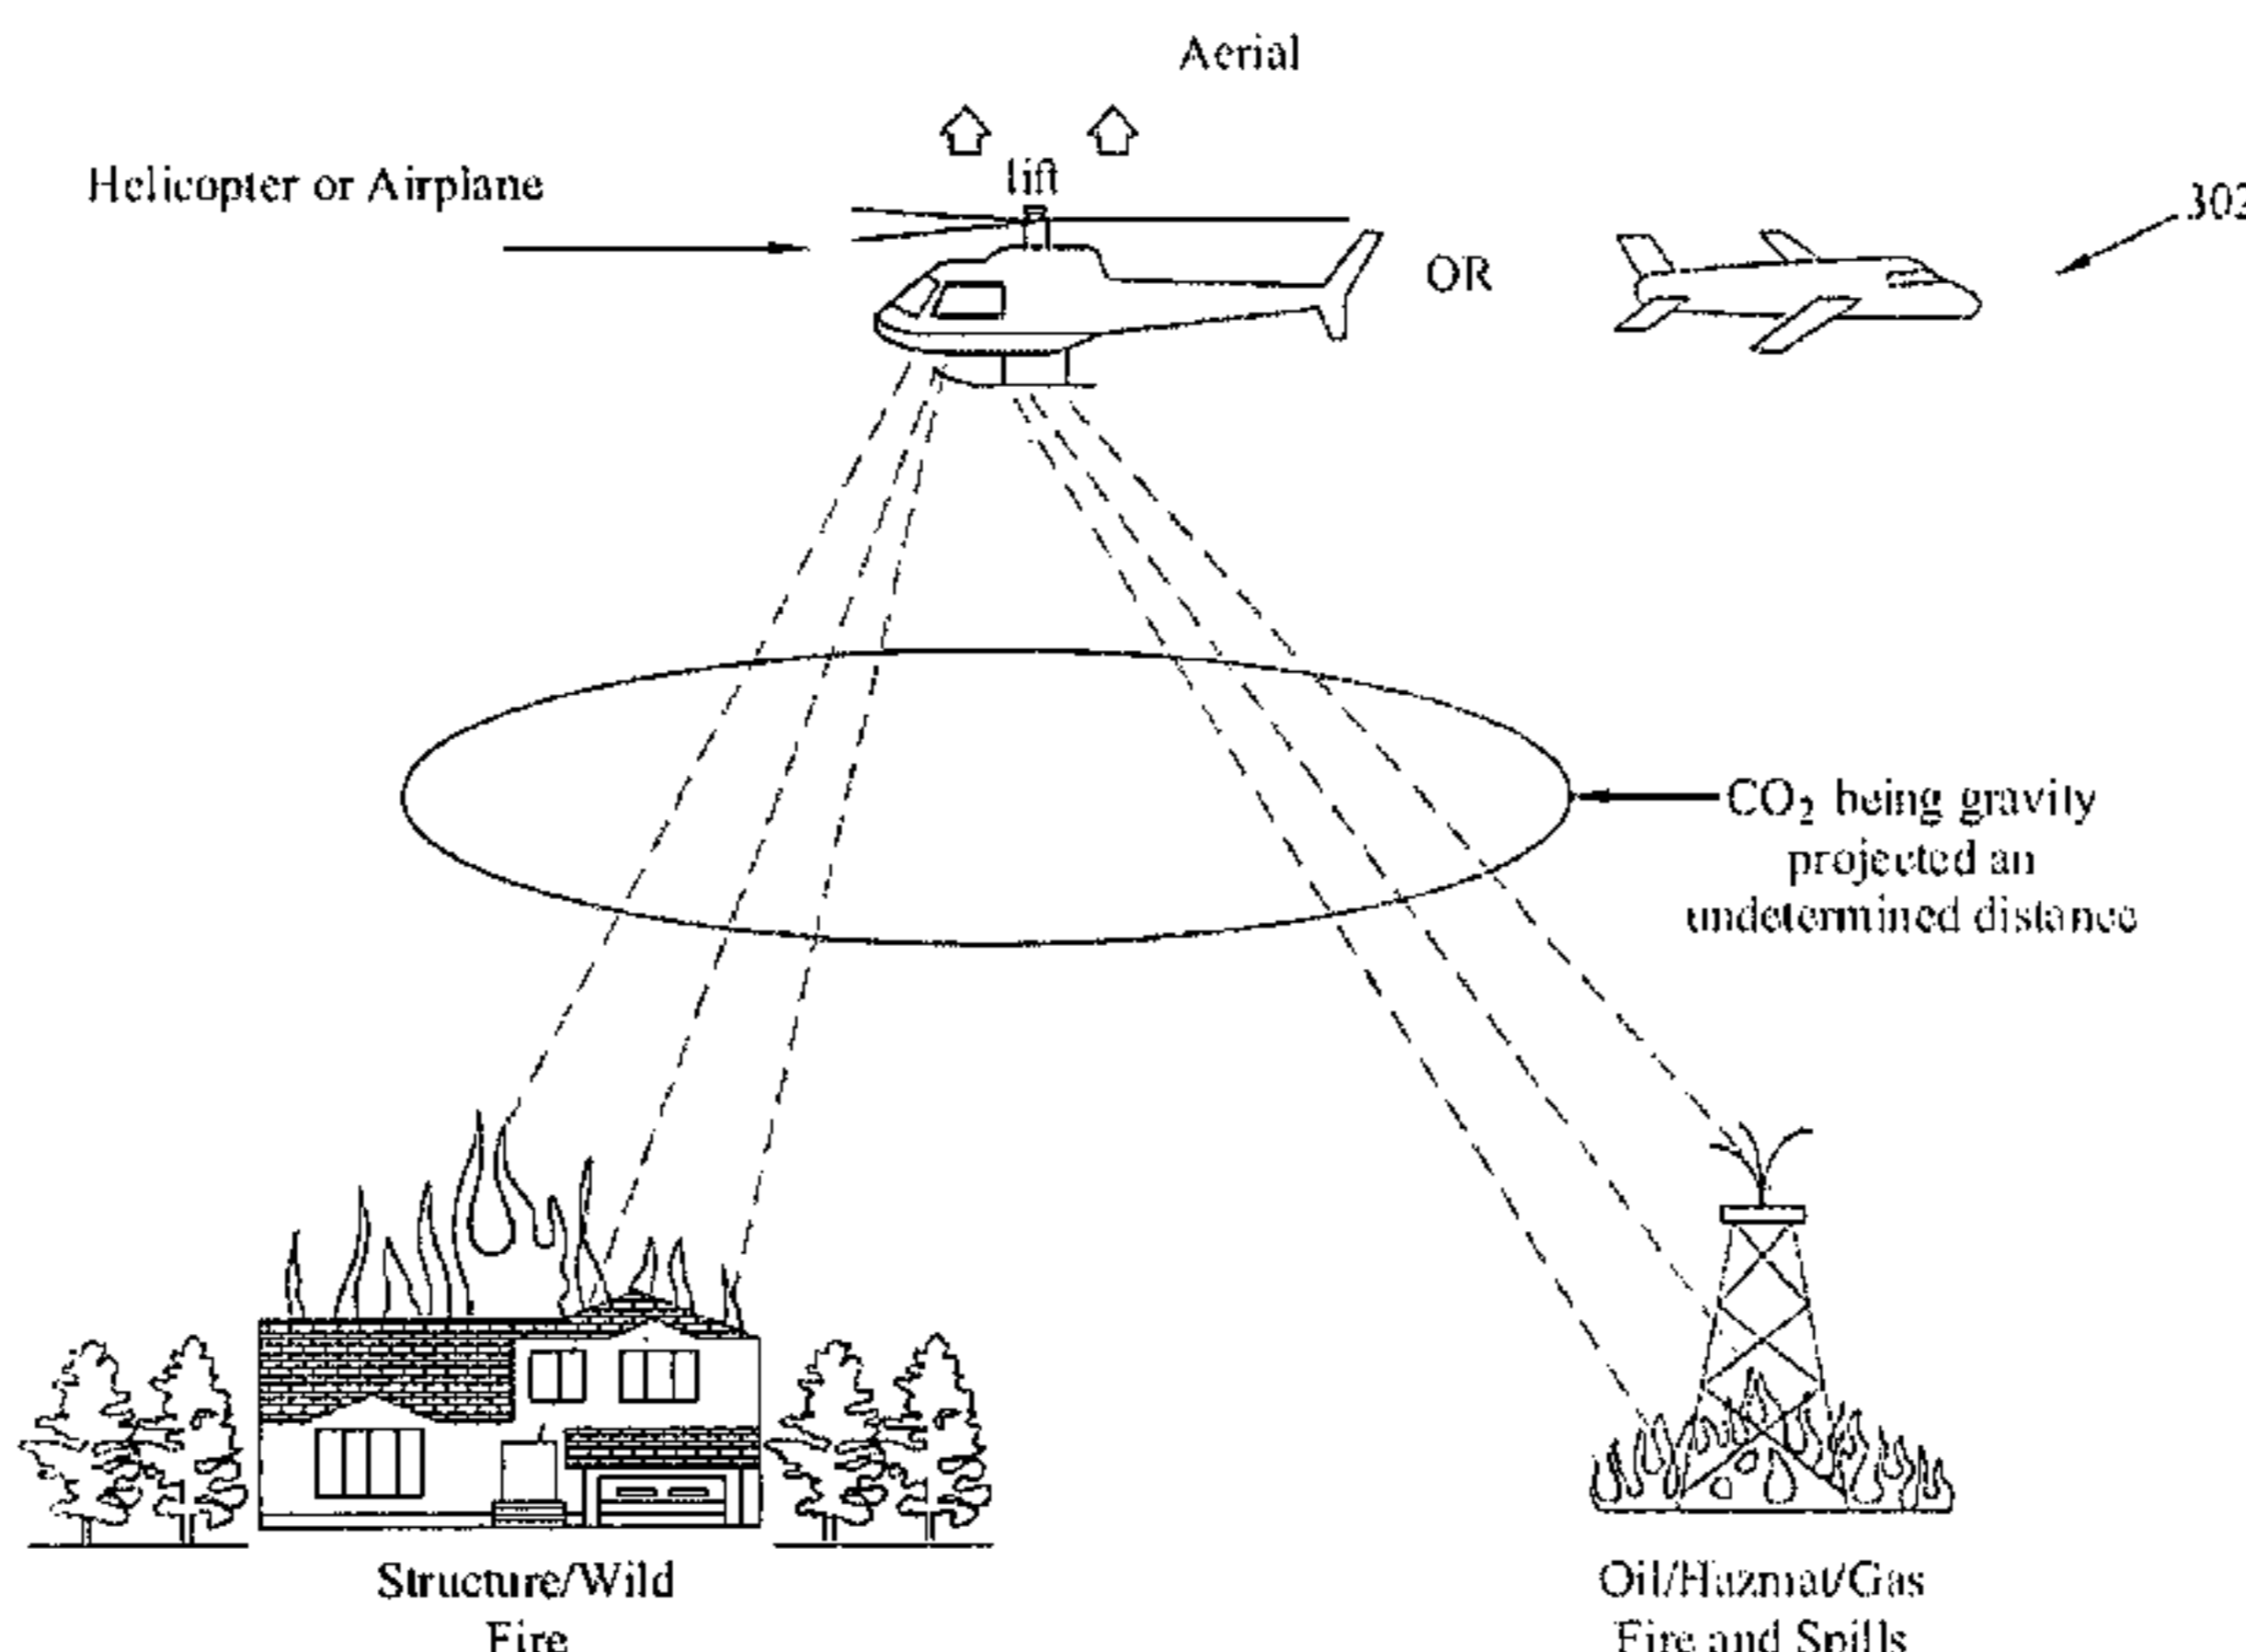 Aerial
lift
Helicopter or Airplane
302
OR
CO₂ being gravity
projected an
undetermined distance
Structure/Wild
Fire
Oil/Hazmat/Gas
Fire and Spills